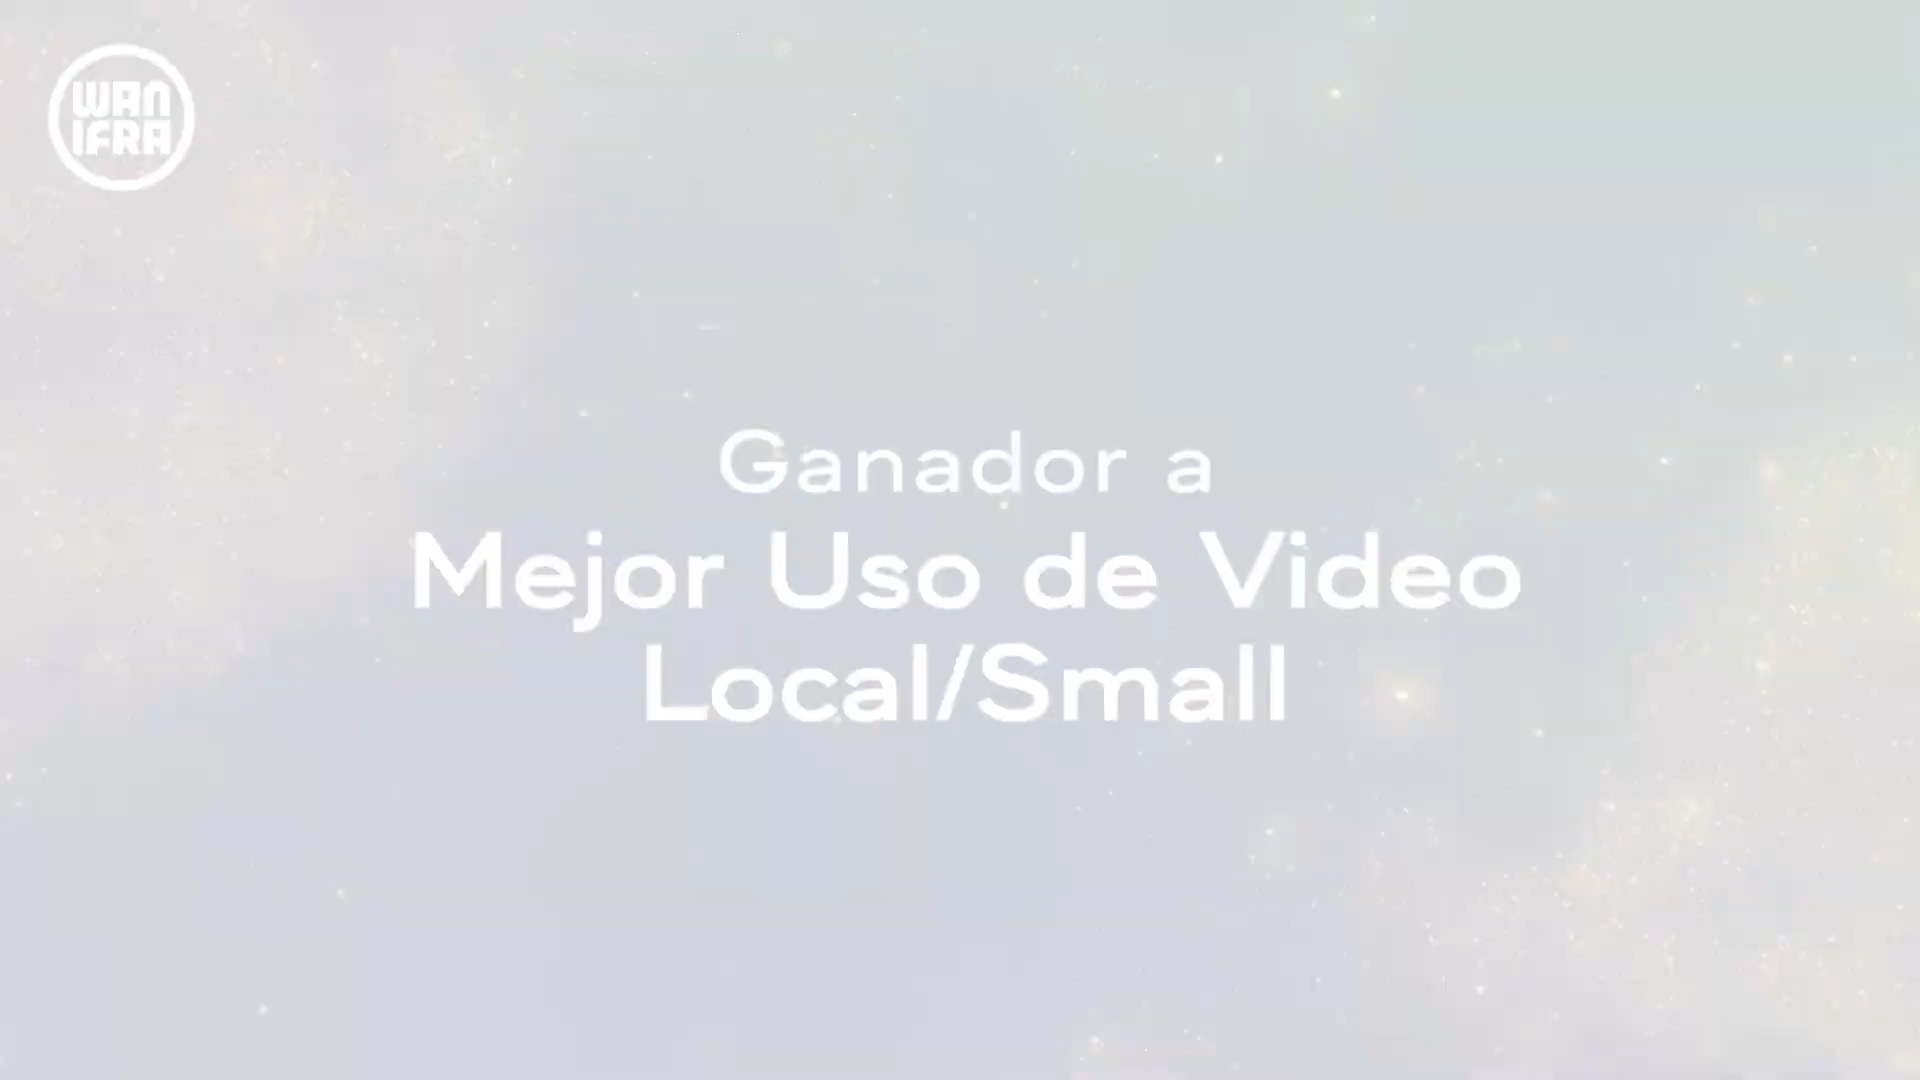 WAN
IFRA
Ganador a
Mejor Uso de Video
Local/Small